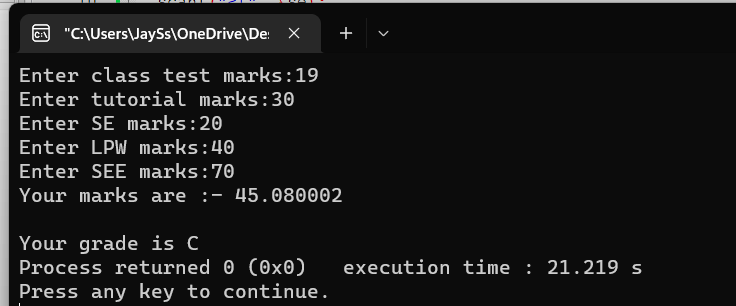 "C:\Users\JaySs\OneDrive\De:
Enter class test marks:19
Enter tutorial marks:30
Enter SE marks:20
Enter LPW marks:40
Enter SEE marks:70
Your marks are :- 45.080002
Your grade is C
Process returned 0 (0x0)   execution time : 21.219 s
Press any key to continue.